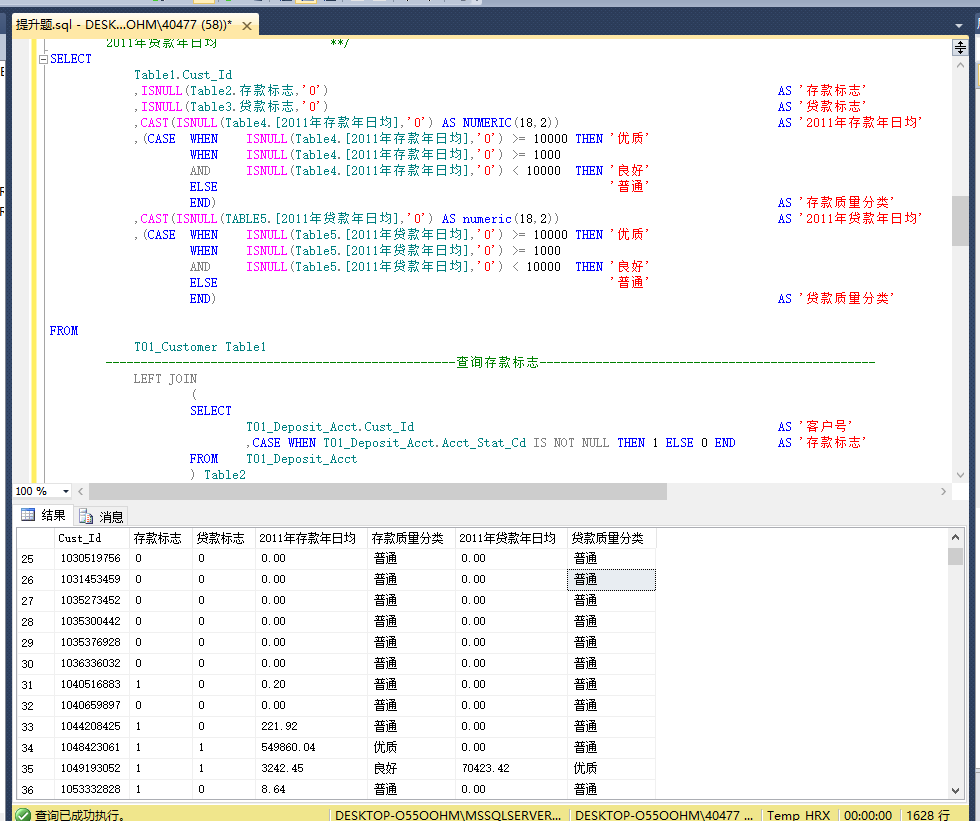 提升题.sql - DESK...OHM\40477 (58))* ×
2011年贷款年日均 **/
SELECT
Table1.Cust_Id
,ISNULL(Table2.存款标志,'0') AS '存款标志'
,ISNULL(Table3.贷款标志,'0') AS '贷款标志'
,CAST(ISNULL(Table4.[2011年存款年日均],'0') AS NUMERIC(18,2)) AS '2011年存款年日均'
,(CASE WHEN ISNULL(Table4.[2011年存款年日均],'0') >= 10000 THEN '优质'
WHEN ISNULL(Table4.[2011年存款年日均],'0') >= 1000
AND ISNULL(Table4.[2011年存款年日均],'0') < 10000 THEN '良好'
ELSE '普通'
END) AS '存款质量分类'
,CAST(ISNULL(TABLE5.[2011年贷款年日均],'0') AS numeric(18,2)) AS '2011年贷款年日均'
,(CASE WHEN ISNULL(Table5.[2011年贷款年日均],'0') >= 10000 THEN '优质'
WHEN ISNULL(Table5.[2011年贷款年日均],'0') >= 1000
AND ISNULL(Table5.[2011年贷款年日均],'0') < 10000 THEN '良好'
ELSE '普通'
END) AS '贷款质量分类'
FROM
T01_Customer Table1
--------------------------------------------------查询存款标志------------------------------------------------
LEFT JOIN
(
SELECT
T01_Deposit_Acct.Cust_Id AS '客户号'
,CASE WHEN T01_Deposit_Acct.Acct_Stat_Cd IS NOT NULL THEN 1 ELSE 0 END AS '存款标志'
FROM T01_Deposit_Acct
) Table2
100 %
结果 消息
Cust_Id 存款标志 贷款标志 2011年存款年日均 存款质量分类 2011年贷款年日均 贷款质量分类
25 1030519756 0 0 0.00 普通 0.00 普通
26 1031453459 0 0 0.00 普通 0.00 普通
27 1035273452 0 0 0.00 普通 0.00 普通
28 1035300442 0 0 0.00 普通 0.00 普通
29 1035376928 0 0 0.00 普通 0.00 普通
30 1036336032 0 0 0.00 普通 0.00 普通
31 1040516883 1 0 0.20 普通 0.00 普通
32 1040659897 0 0 0.00 普通 0.00 普通
33 1044208425 1 0 221.92 普通 0.00 普通
34 1048423061 1 1 549860.04 优质 0.00 普通
35 1049193052 1 1 3242.45 良好 70423.42 优质
36 1053332828 1 0 8.64 普通 0.00 普通
查询已成功执行。 DESKTOP-O55OOHM\MSSQLSERVER... DESKTOP-O55OOHM\40477 ... Temp_HRX 00:00:00 1628 行